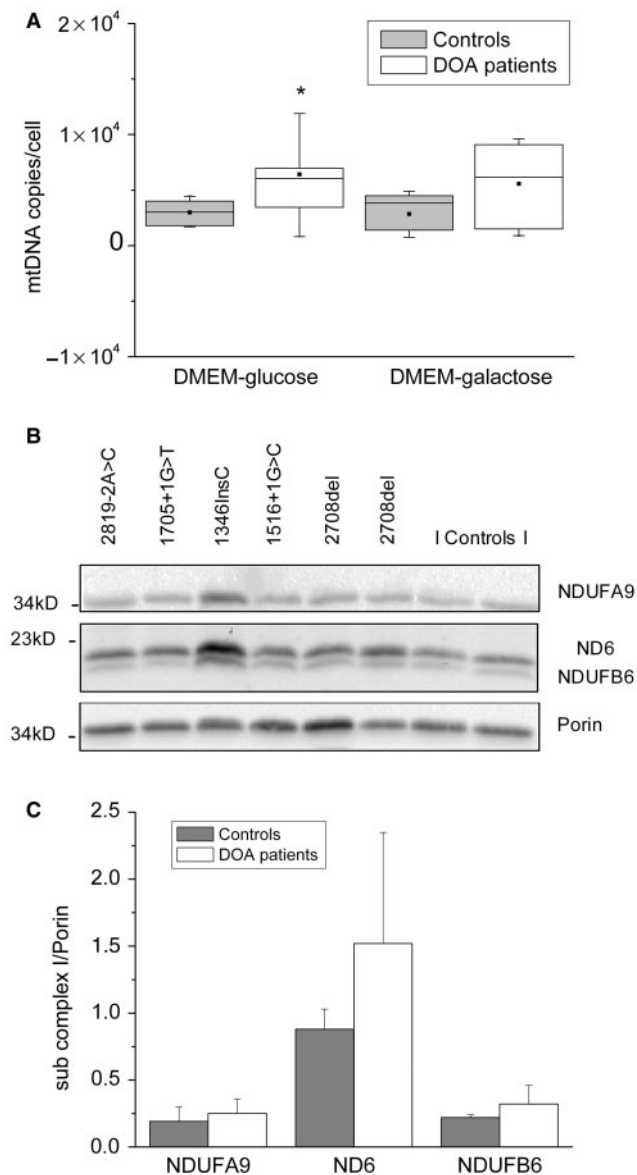 A
2×10⁴
1×10⁴
0
−1×10⁴
mtDNA copies/cell
Controls
DOA patients
*
DMEM-glucose DMEM-galactose
B
2819-2A>C
1705+1G>T
1346InsC
1516+1G>C
2708del
2708del
I Controls I
34kD NDUFA9
23kD ND6
NDUFB6
34kD Porin
C
2.5
2.0
1.5
1.0
0.5
0.0
sub complex I/Porin
Controls
DOA patients
NDUFA9 ND6 NDUFB6